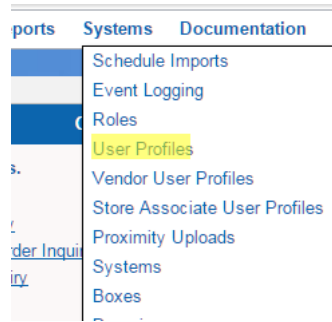 ports Systems Documentation
Schedule Imports
Event Logging
Roles
User Profiles
s.
Vendor User Profiles
Store Associate User Profiles
Proximity Uploads
rder Inqui
Systems
iry
Boxes